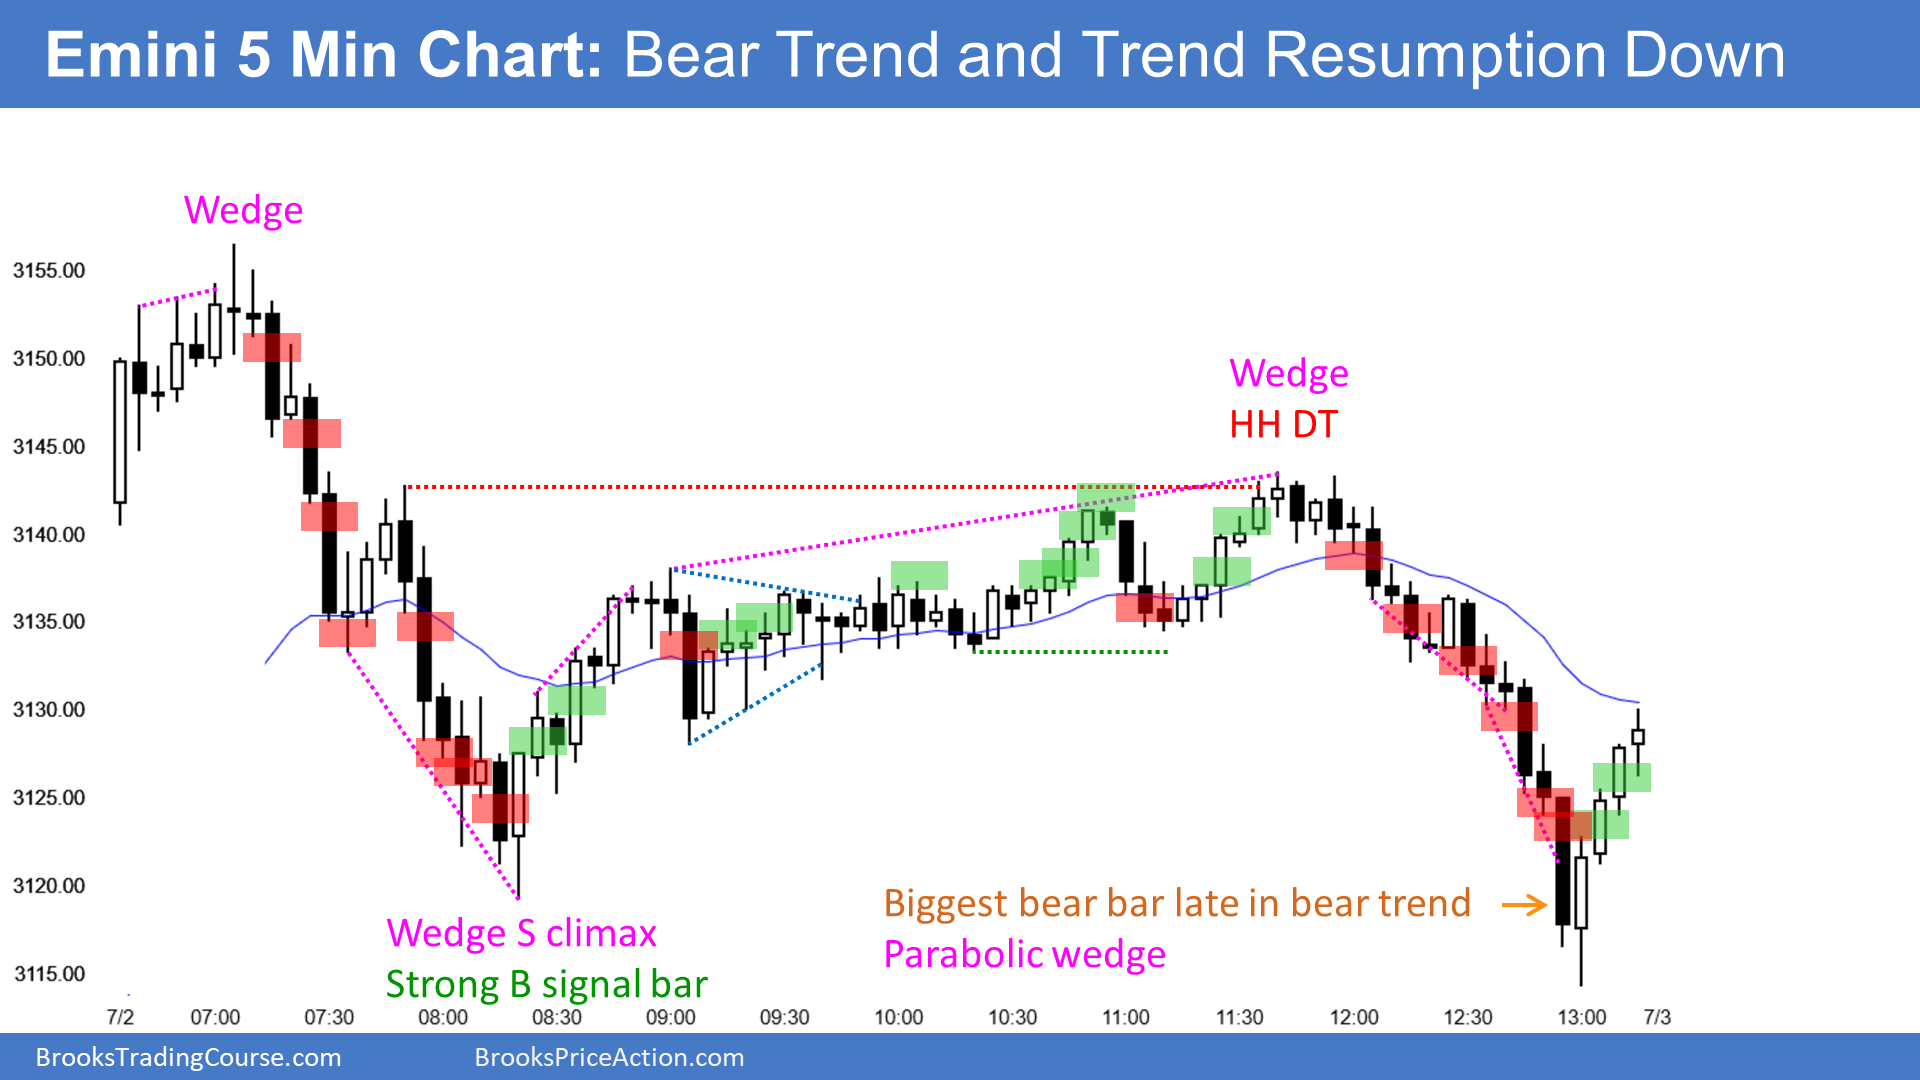 Emini 5 Min Chart: Bear Trend and Trend Resumption Down
Wedge
3155.00
3150.00
Wedge
3145.00
HH DT
3140.00
3135.00
3130.00
3125.00
3120.00
Biggest bear bar late in bear trend
Wedge S climax
Parabolic wedge
3115.00
Strong B signal bar
7/2 07:00 07:30 08:00 08:30 09:00 09:30 10:00 10:30 11:00 11:30 12:00 12:30 13:00 7/3
BrooksTradingCourse.com BrooksPriceAction.com